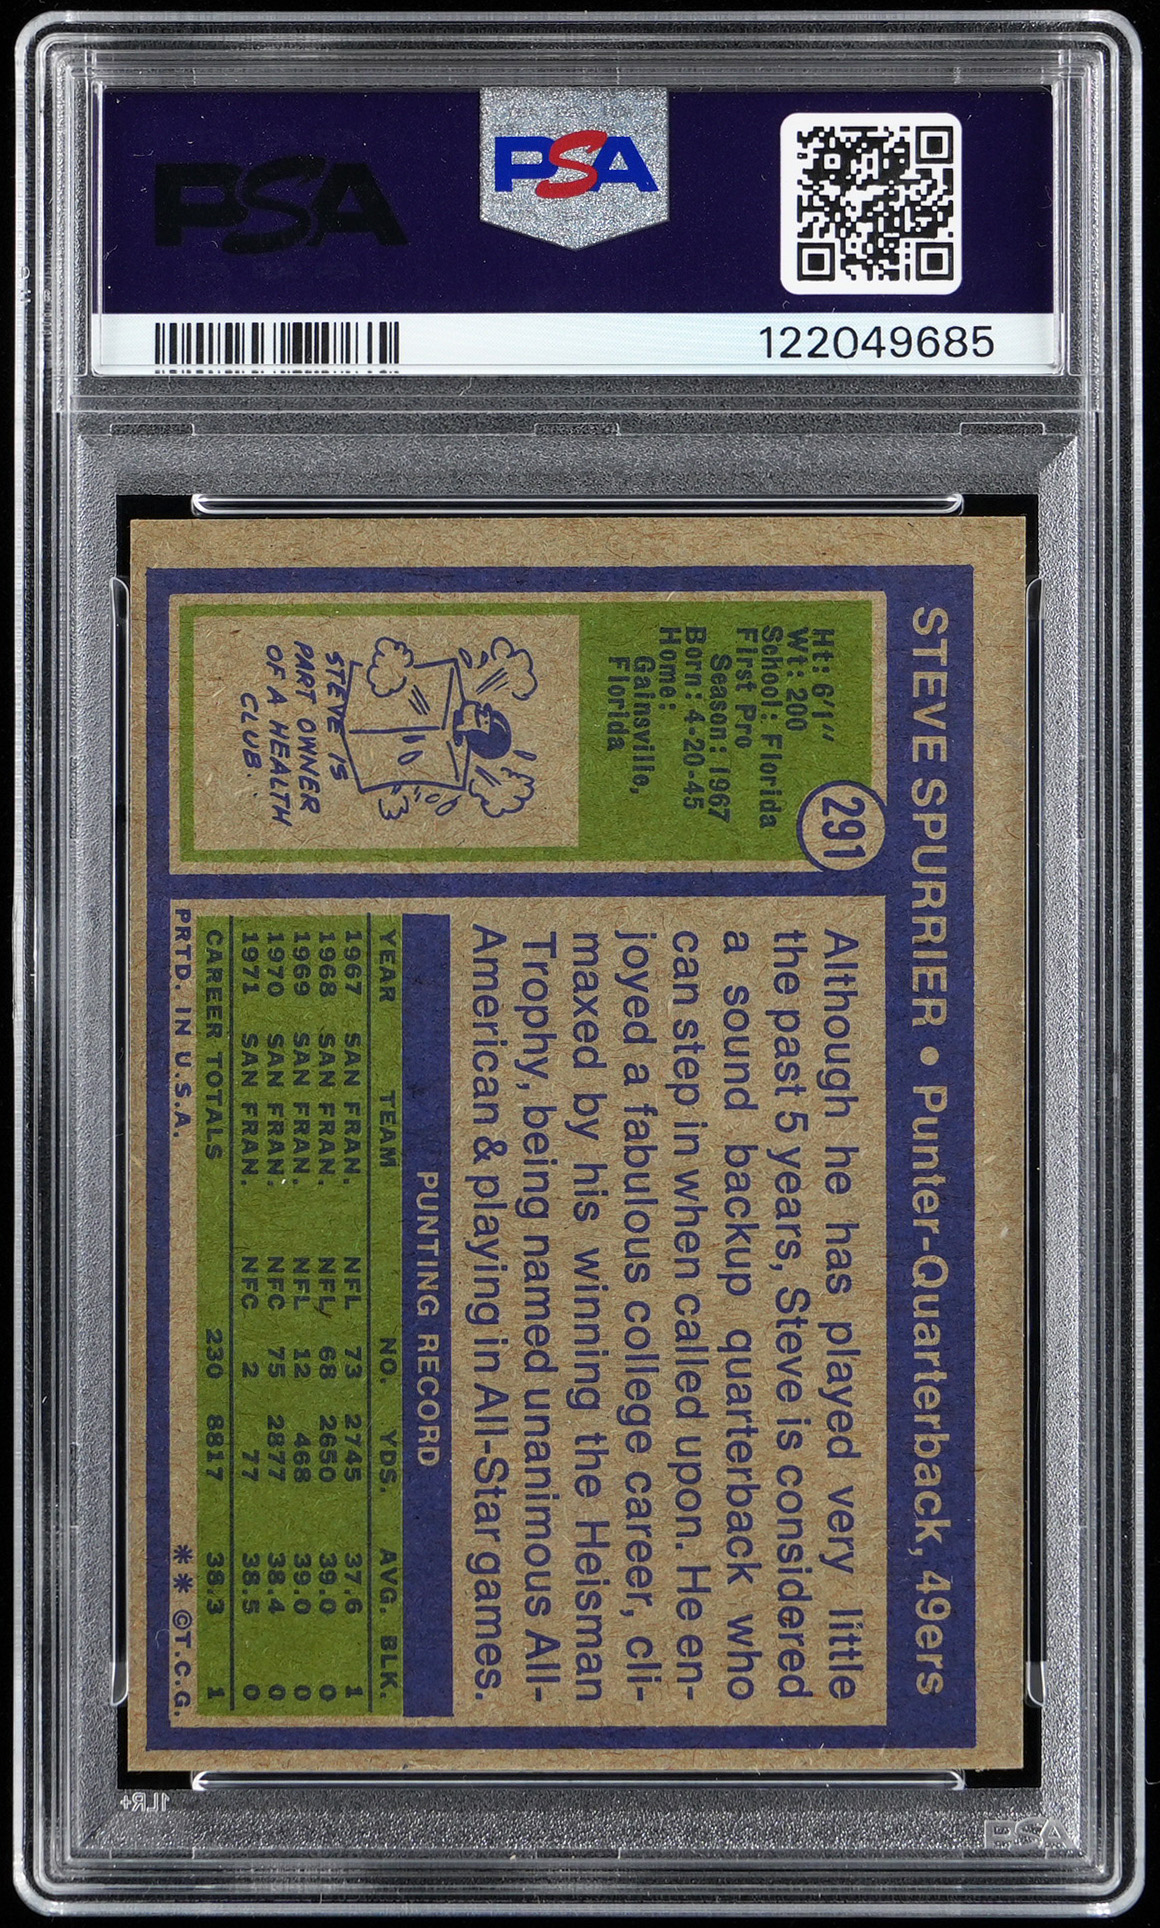 PSA
PSA
122049685
STEVE SPURRIER • Punter-Quarterback, 49ers
291
Ht: 6'1"
Wt: 200
School: Florida
First Pro
Season: 1967
Born: 4-20-45
Home:
Gainsville,
Florida
STEVE IS
PART OWNER
OF A HEALTH
CLUB.
Although he has played very little
the past 5 years, Steve is considered
a sound backup quarterback who
can step in when called upon. He en-
joyed a fabulous college career, cli-
maxed by his winning the Heisman
Trophy, being named unanimous All-
American & playing in All-Star games.
PUNTING RECORD
YEAR TEAM NO. YDS. AVG. BLK.
1967 SAN FRAN. NFL 73 2745 37.6 1
1968 SAN FRAN. NFL 68 2650 39.0 0
1969 SAN FRAN. NFL 12 468 39.0 0
1970 SAN FRAN. NFC 75 2877 38.4 0
1971 SAN FRAN. NFC 2 77 38.5 0
CAREER TOTALS 230 8817 38.3 1
PRTD. IN U.S.A. ** ©T.C.G.
1LR+
PSA